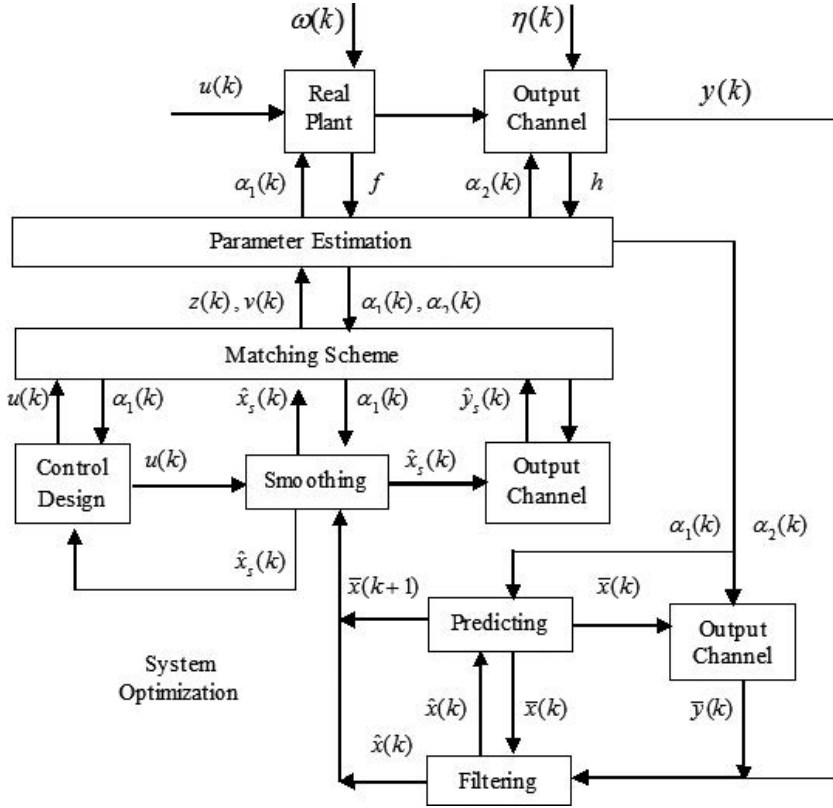 ω(k)
η(k)
u(k)
Real
Plant
Output
Channel
y(k)
α₁(k)
f
α₂(k)
h
Parameter Estimation
z(k), v(k)
α₁(k), α₂(k)
Matching Scheme
u(k)
α₁(k)
x̂ₛ(k)
α₁(k)
ŷₛ(k)
Control
Design
u(k)
Smoothing
x̂ₛ(k)
Output
Channel
α₁(k)
α₂(k)
x̂ₛ(k)
x̄(k+1)
x̄(k)
Predicting
Output
Channel
System
Optimization
x̂(k)
x̄(k)
ȳ(k)
x̂(k)
Filtering